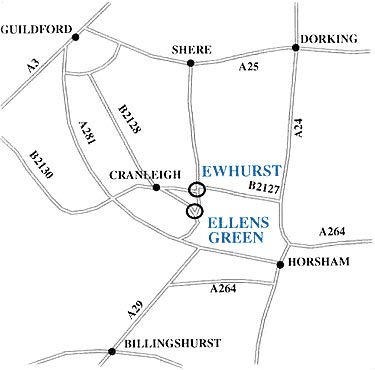 GUILDFORD
DORKING
SHERE
A3
A25
B2128
A24
A281
B2130
CRANLEIGH
EWHURST
B2127
ELLENS
GREEN
A264
HORSHAM
A264
A29
BILLINGSHURST